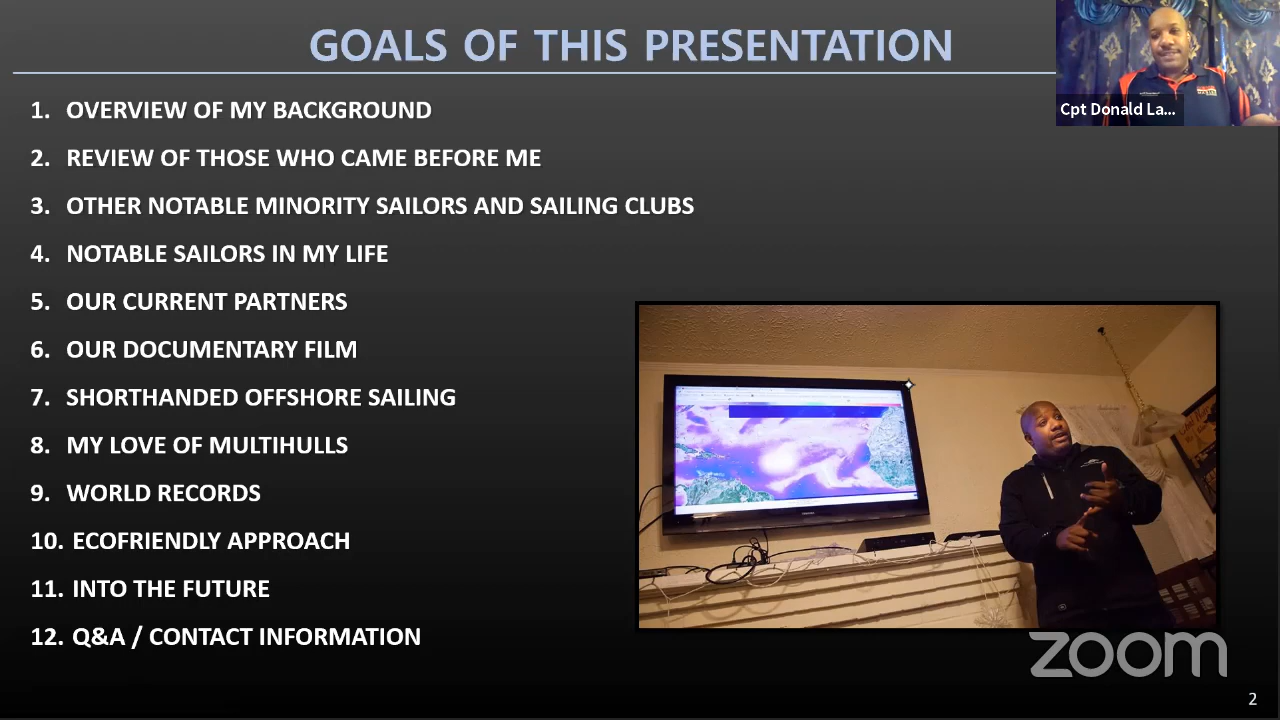 GOALS OF THIS PRESENTATION
Cpt Donald La...
1. OVERVIEW OF MY BACKGROUND
2. REVIEW OF THOSE WHO CAME BEFORE ME
3. OTHER NOTABLE MINORITY SAILORS AND SAILING CLUBS
4. NOTABLE SAILORS IN MY LIFE
5. OUR CURRENT PARTNERS
6. OUR DOCUMENTARY FILM
7. SHORTHANDED OFFSHORE SAILING
8. MY LOVE OF MULTIHULLS
9. WORLD RECORDS
10. ECOFRIENDLY APPROACH
11. INTO THE FUTURE
12. Q&A / CONTACT INFORMATION
zoom
2